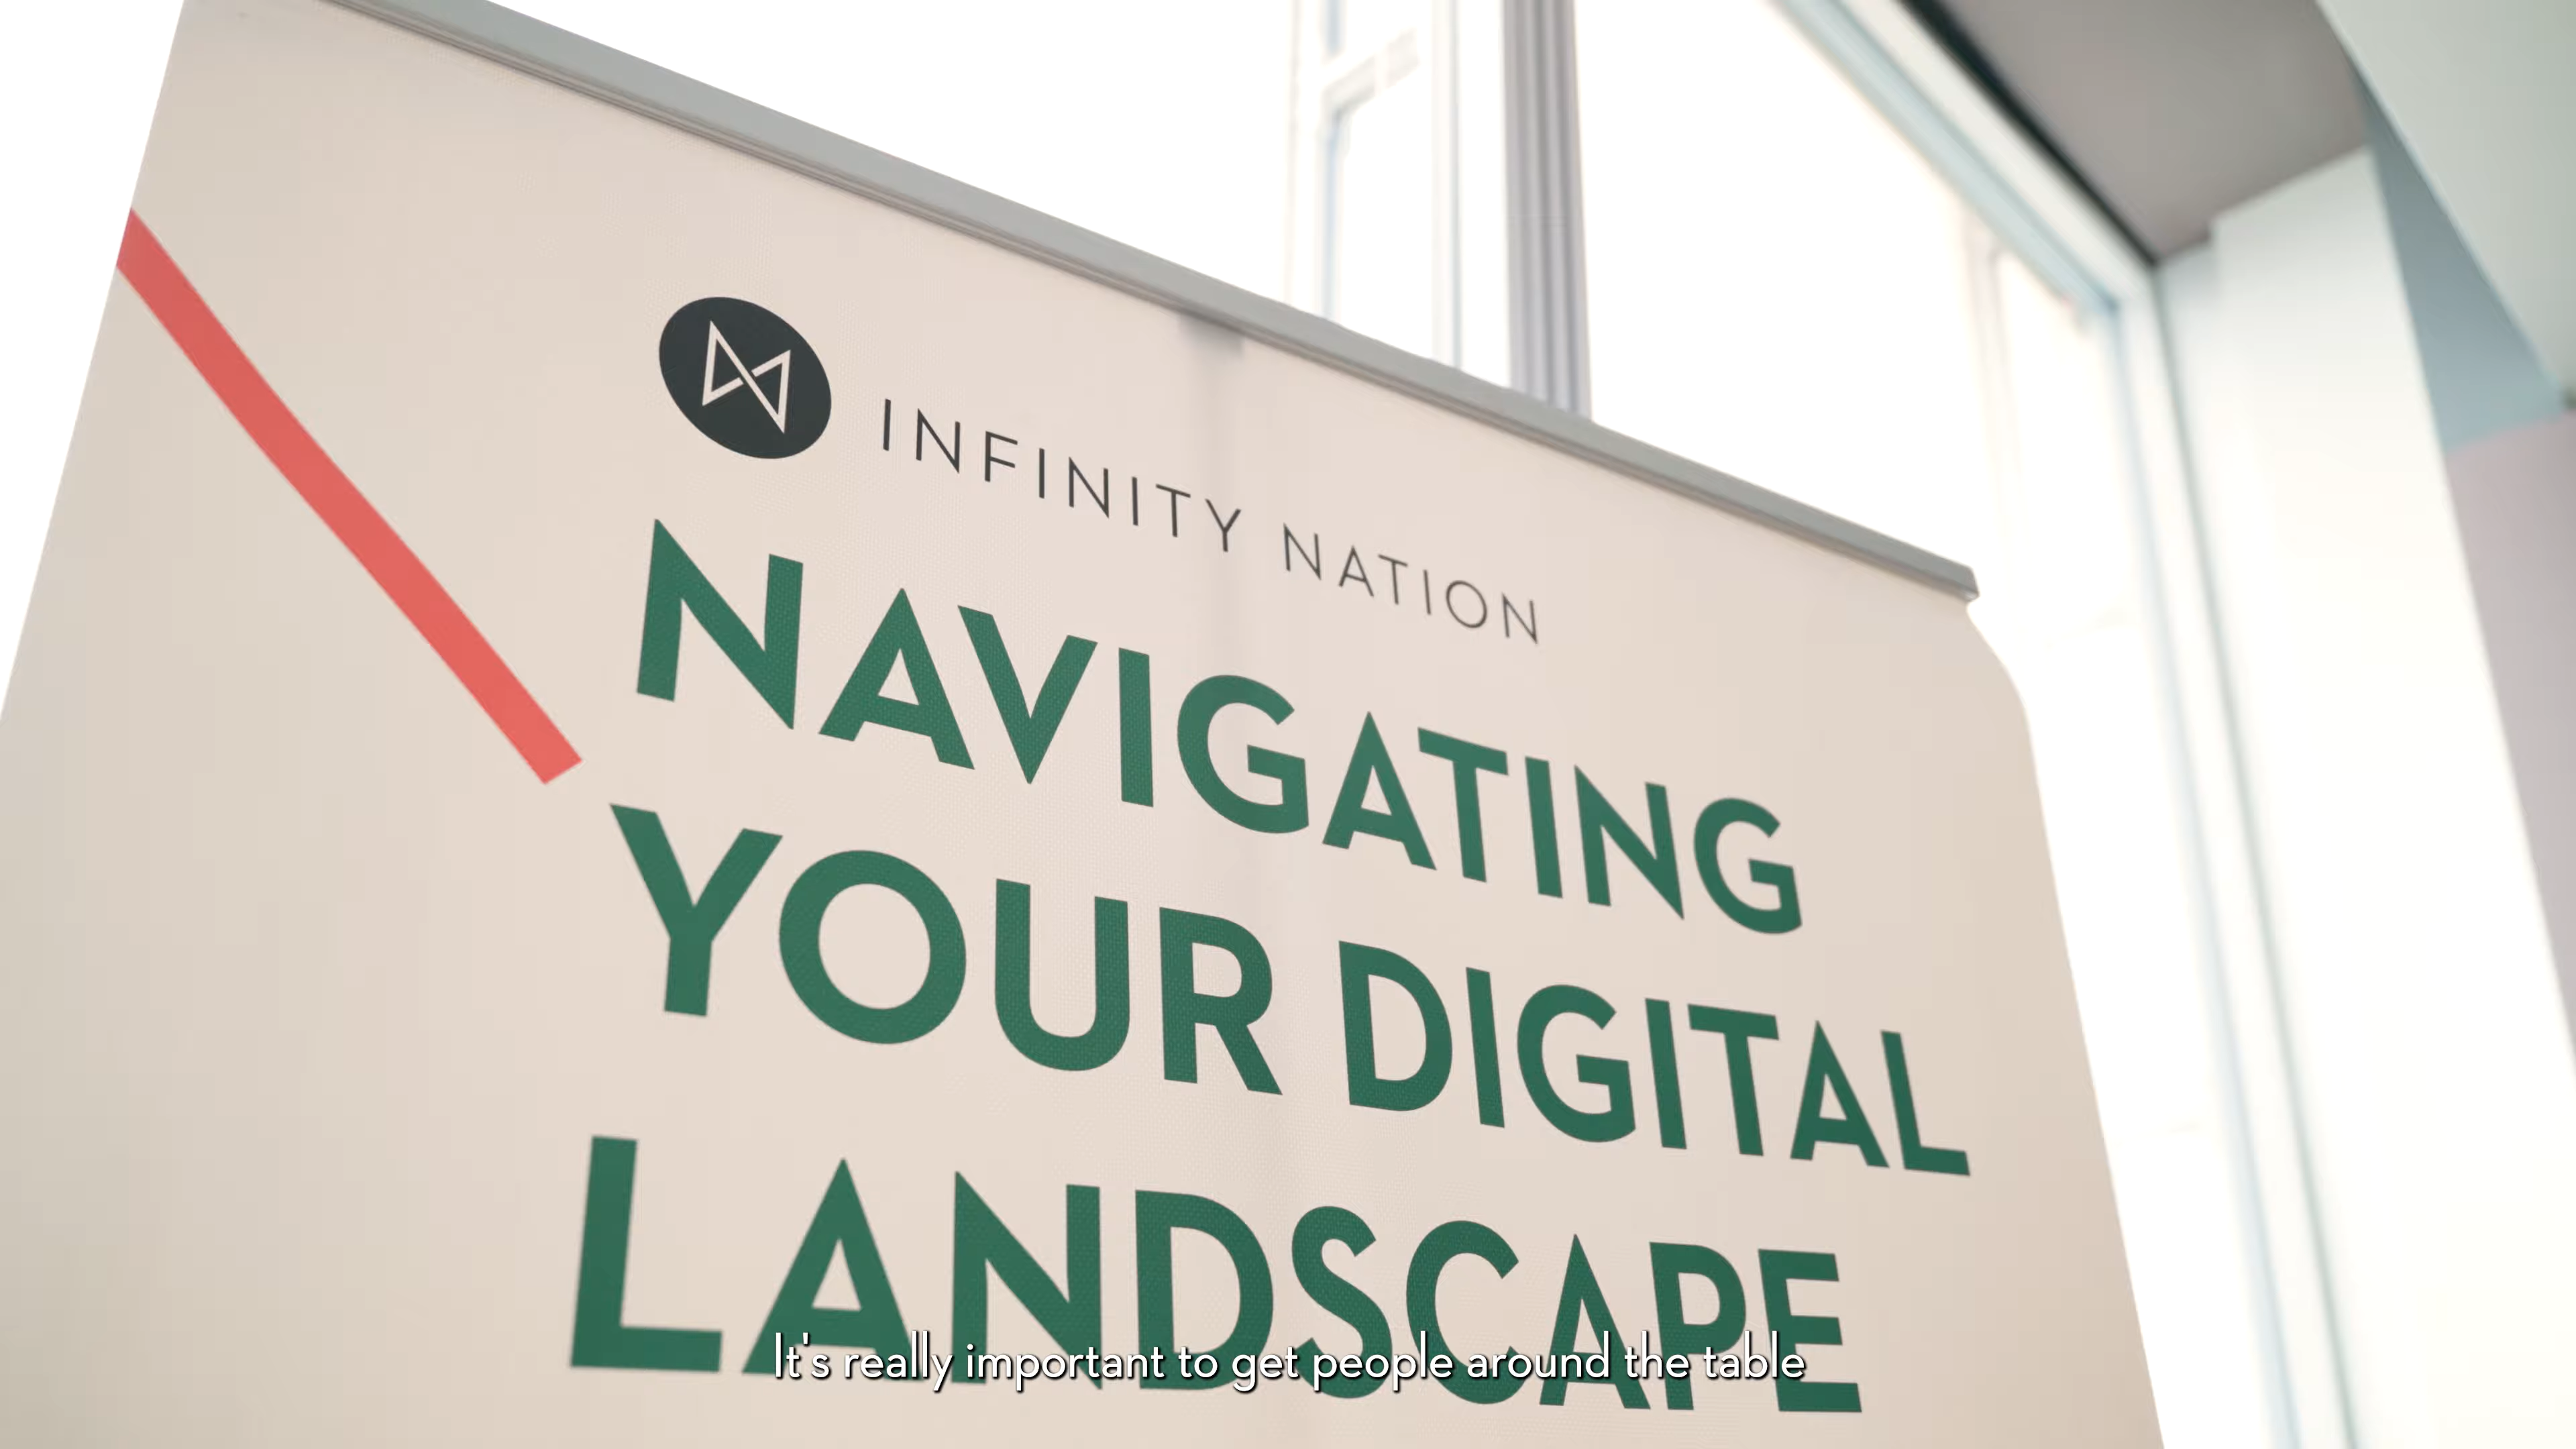 INFINITY NATION
NAVIGATING
YOUR DIGITAL
LANDSCAPE
It's really important to get people around the table